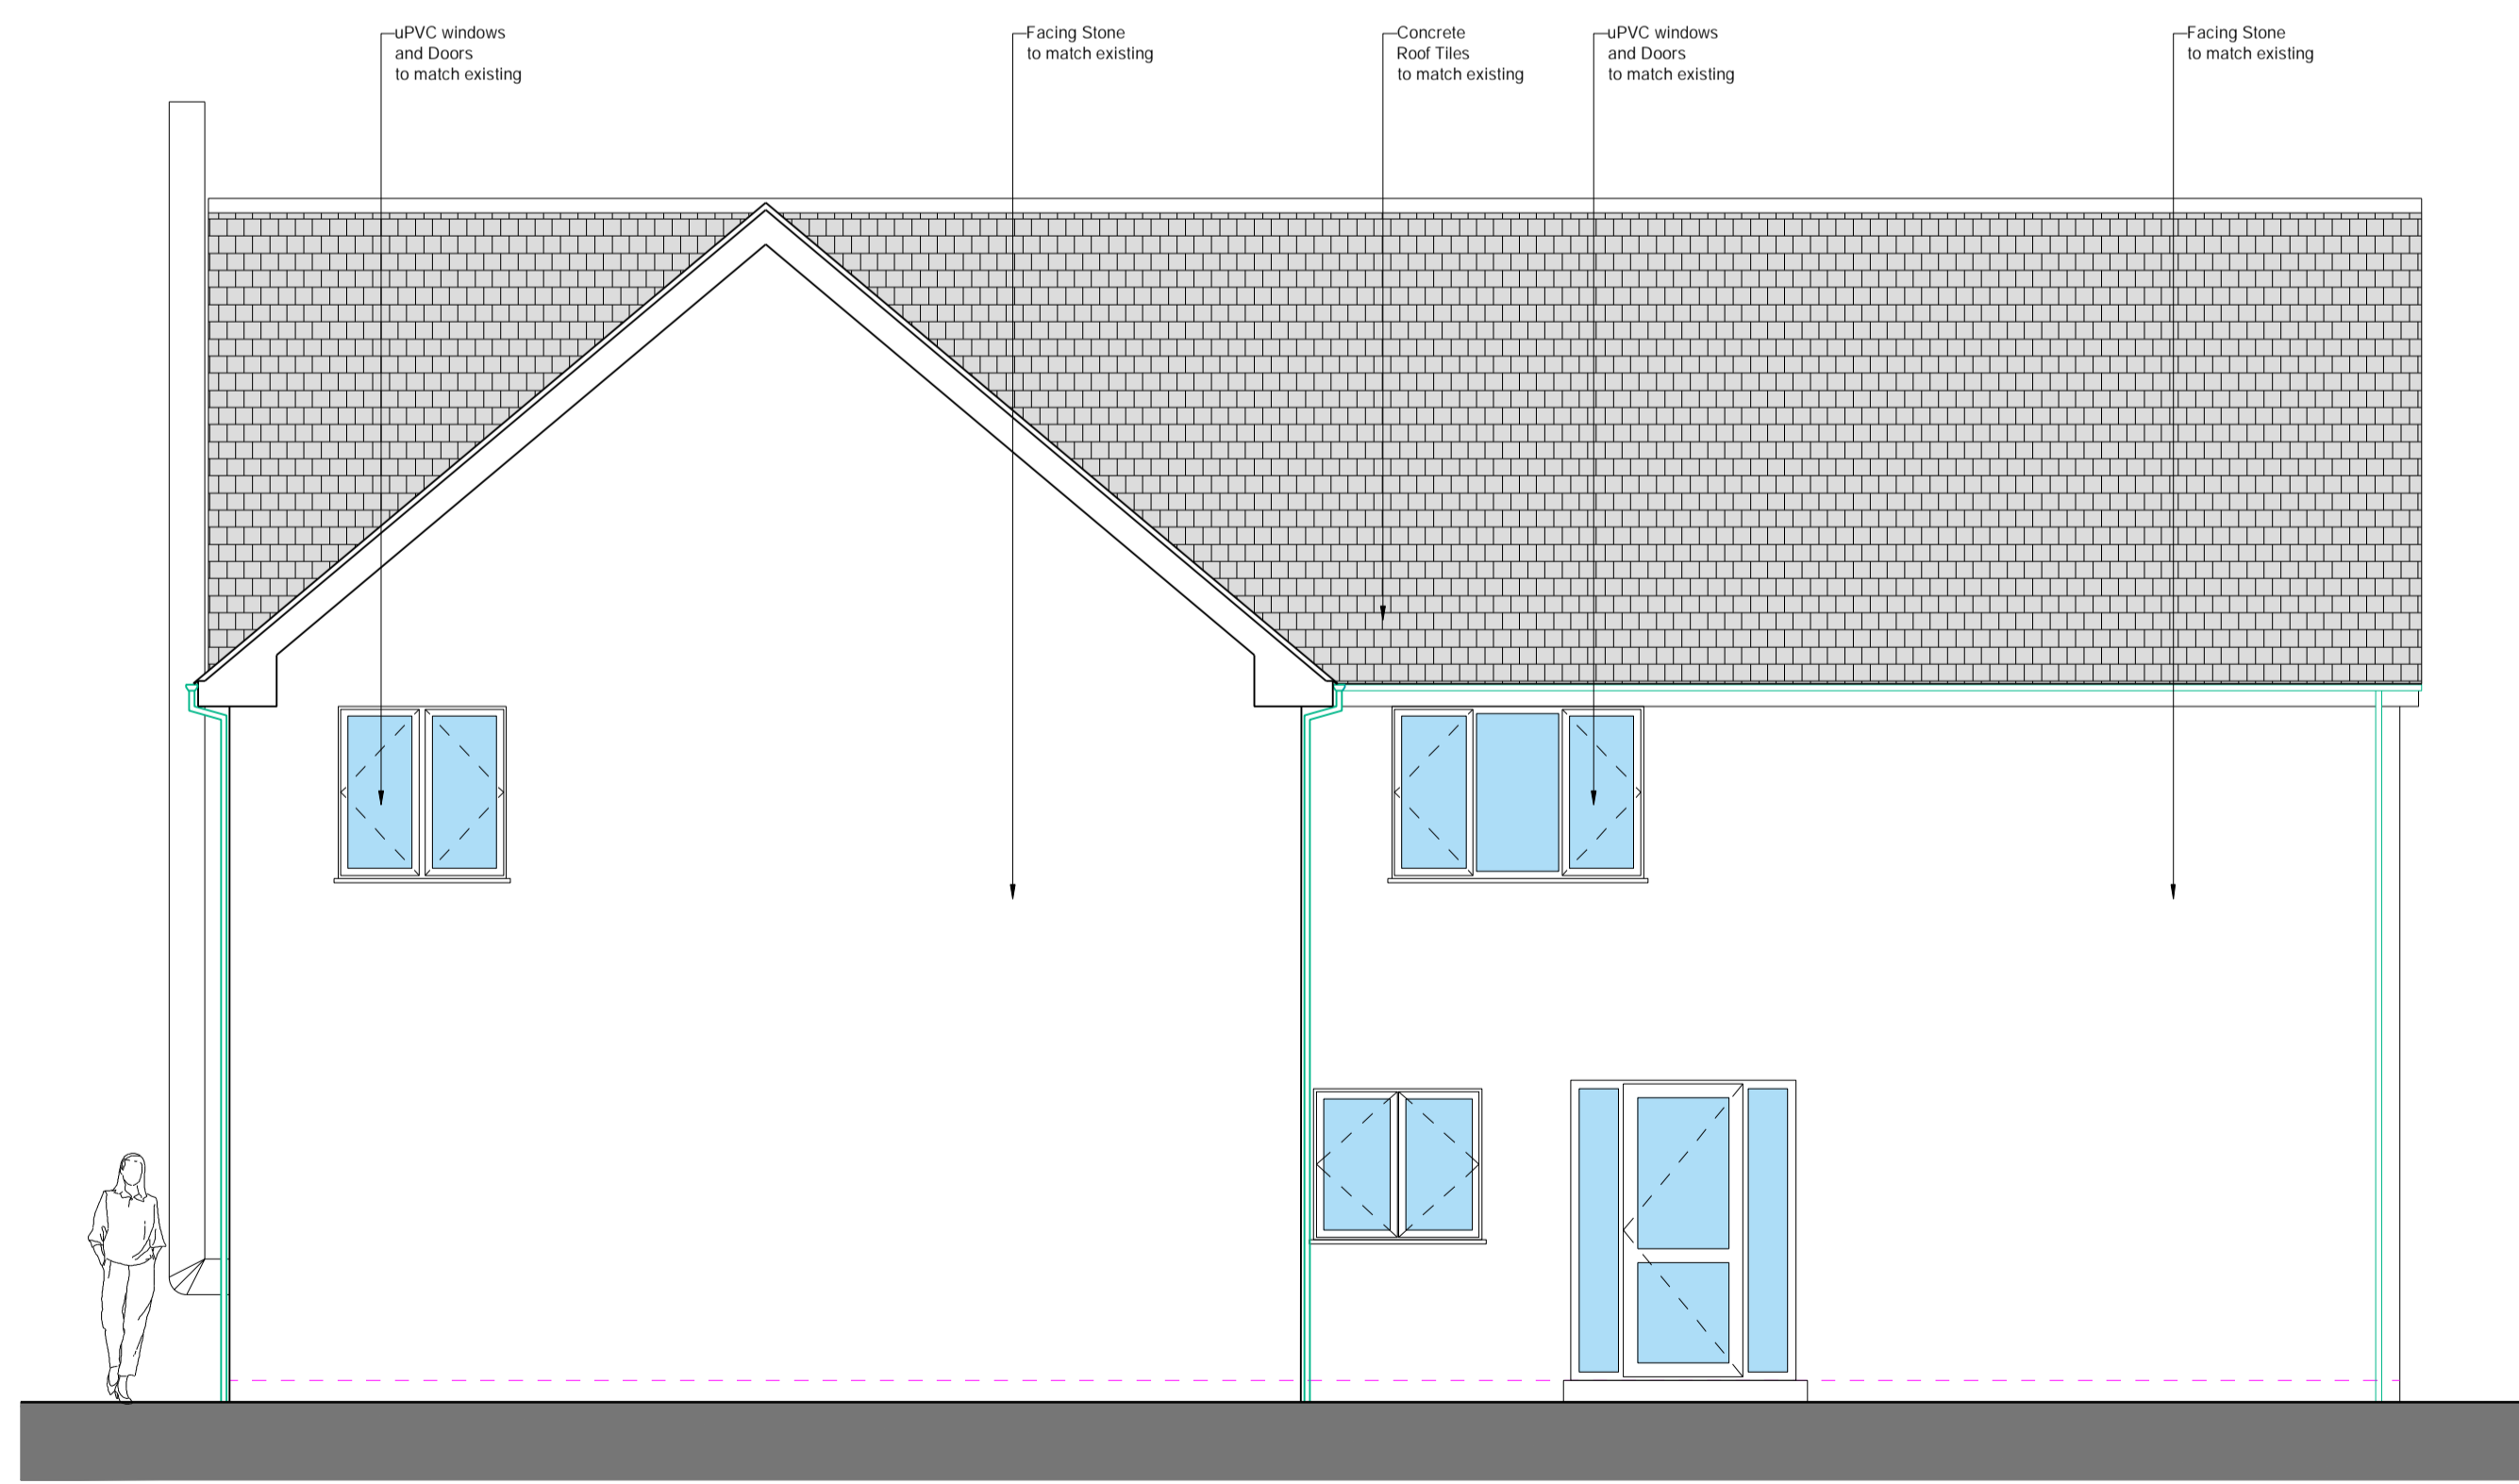 uPVC windows
and Doors
to match existing
Facing Stone
to match existing
Concrete
Roof Tiles
to match existing
uPVC windows
and Doors
to match existing
Facing Stone
to match existing